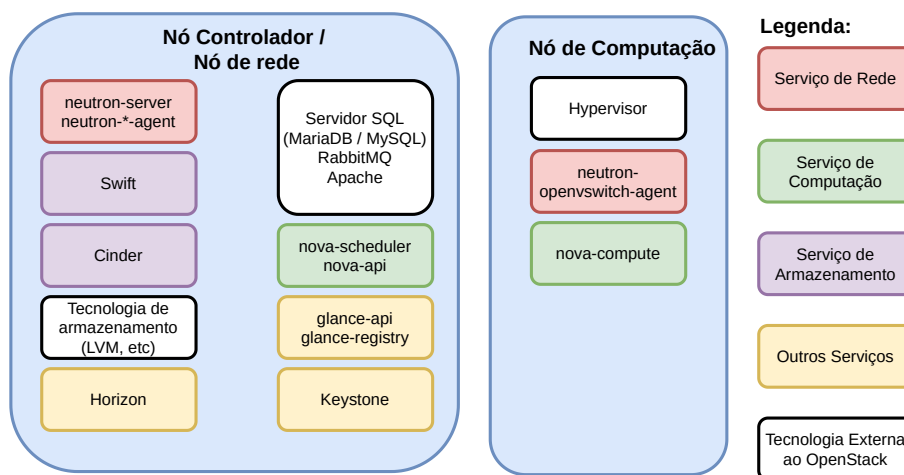 Nó Controlador /
Nó de rede
neutron-server
neutron-*-agent
Swift
Cinder
Tecnologia de
armazenamento
(LVM, etc)
Horizon
Servidor SQL
(MariaDB / MySQL)
RabbitMQ
Apache
nova-scheduler
nova-api
glance-api
glance-registry
Keystone
Nó de Computação
Hypervisor
neutron-
openvswitch-agent
nova-compute
Legenda:
Serviço de Rede
Serviço de
Computação
Serviço de
Armazenamento
Outros Serviços
Tecnologia Externa
ao OpenStack